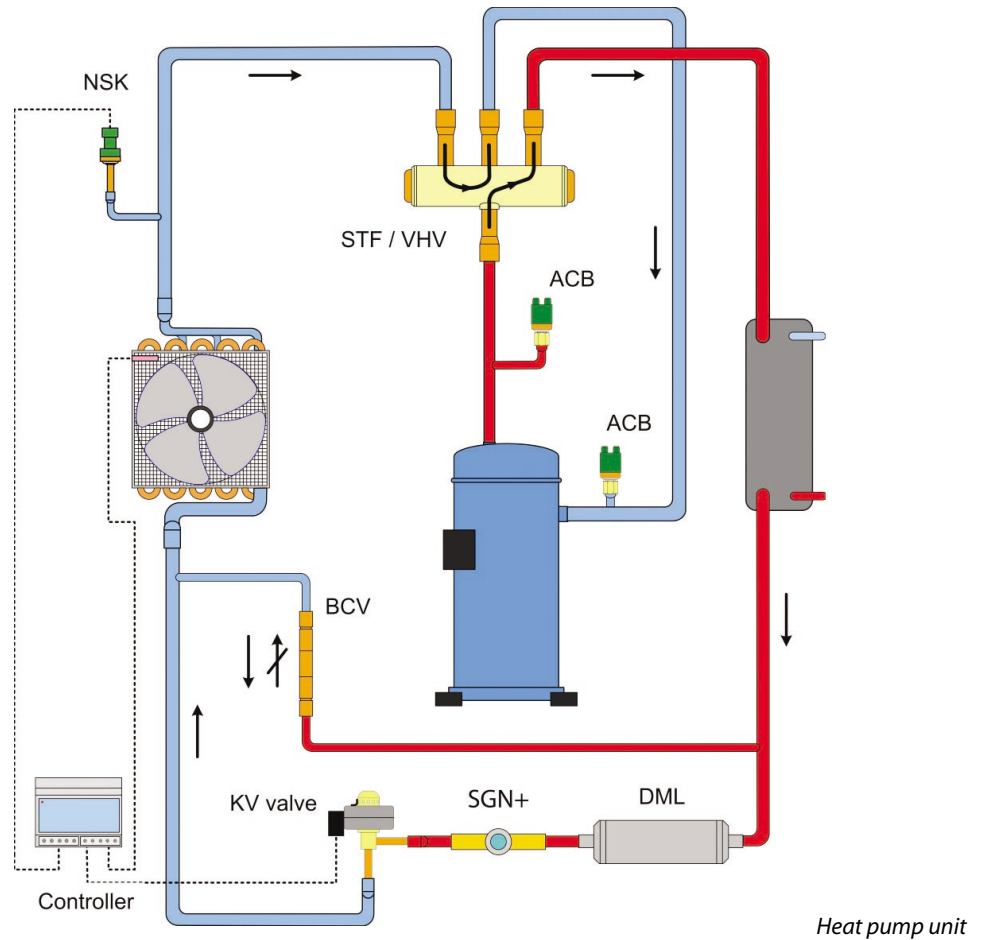 NSK
STF / VHV
ACB
ACB
BCV
KV valve
SGN+
DML
Controller
Heat pump unit